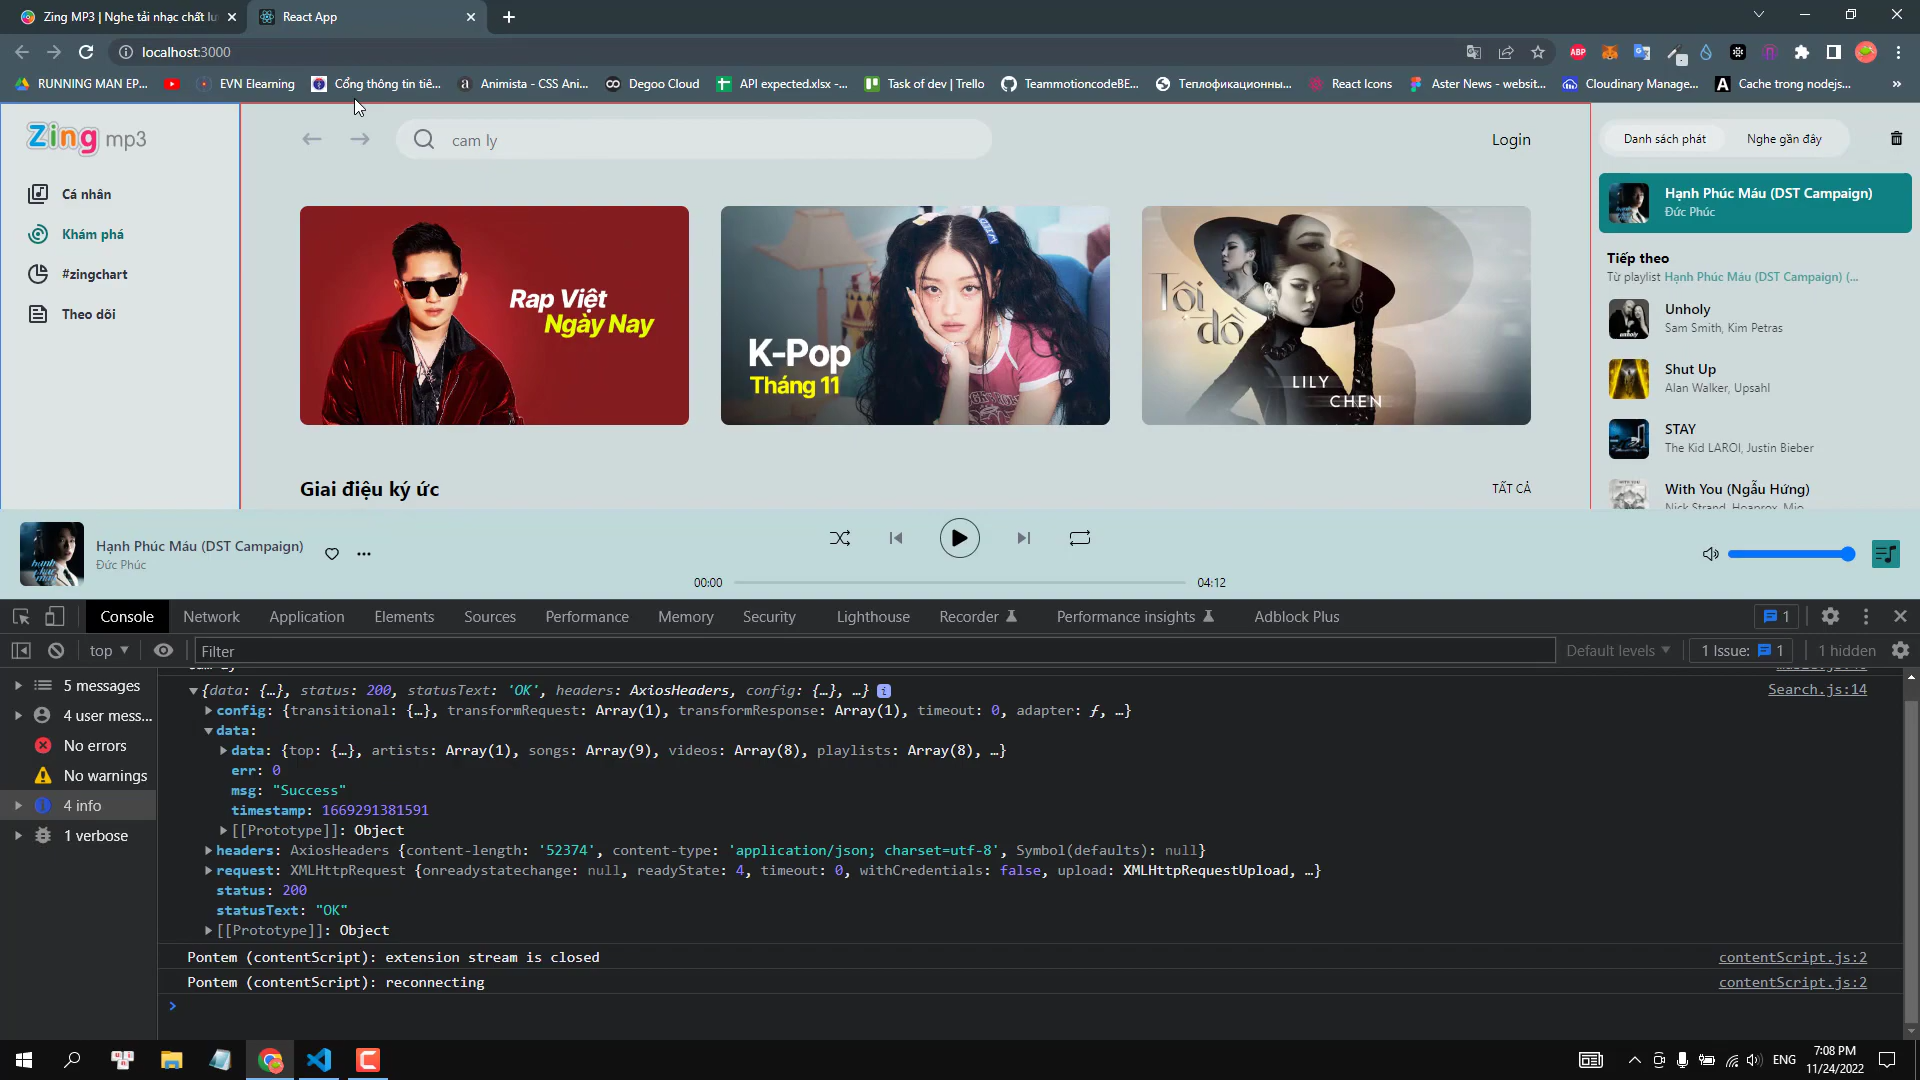 Zing MP3 | Nghe tải nhạc chất lư
React App
localhost:3000
ABP
RUNNING MAN EP...
EVN Elearning
Cổng thông tin tiê...
Animista - CSS Ani...
Degoo Cloud
API expected.xlsx -...
Task of dev | Trello
TeammotioncodeBE...
Теплофикационны...
React Icons
Aster News - websit...
Cloudinary Manage...
Cache trong nodejs...
»
Zing mp3
cam ly
Login
Danh sách phát
Nghe gần đây
Cá nhân
Khám phá
#zingchart
Theo dõi
Rap Việt
Ngày Nay
K-Pop
Tháng 11
Tội
đồ
LILY
CHEN
Hạnh Phúc Máu (DST Campaign)
Đức Phúc
Tiếp theo
Từ playlist Hạnh Phúc Máu (DST Campaign) (...
Unholy
Sam Smith, Kim Petras
Shut Up
Alan Walker, Upsahl
STAY
The Kid LAROI, Justin Bieber
With You (Ngẫu Hứng)
Nick Strand, Hoaprox, Mio
Giai điệu ký ức
TẤT CẢ
Hạnh Phúc Máu (DST Campaign)
Đức Phúc
00:00
04:12
Console
Network
Application
Elements
Sources
Performance
Memory
Security
Lighthouse
Recorder
Performance insights
Adblock Plus
1
top
Filter
Default levels
1 Issue: 1
1 hidden
5 messages
4 user mess...
No errors
No warnings
4 info
1 verbose
{data: {…}, status: 200, statusText: 'OK', headers: AxiosHeaders, config: {…}, …}
Search.js:14
config: {transitional: {…}, transformRequest: Array(1), transformResponse: Array(1), timeout: 0, adapter: ƒ, …}
data:
data: {top: {…}, artists: Array(1), songs: Array(9), videos: Array(8), playlists: Array(8), …}
err: 0
msg: "Success"
timestamp: 1669291381591
[[Prototype]]: Object
headers: AxiosHeaders {content-length: '52374', content-type: 'application/json; charset=utf-8', Symbol(defaults): null}
request: XMLHttpRequest {onreadystatechange: null, readyState: 4, timeout: 0, withCredentials: false, upload: XMLHttpRequestUpload, …}
status: 200
statusText: "OK"
[[Prototype]]: Object
Pontem (contentScript): extension stream is closed
contentScript.js:2
Pontem (contentScript): reconnecting
contentScript.js:2
ENG
7:08 PM
11/24/2022